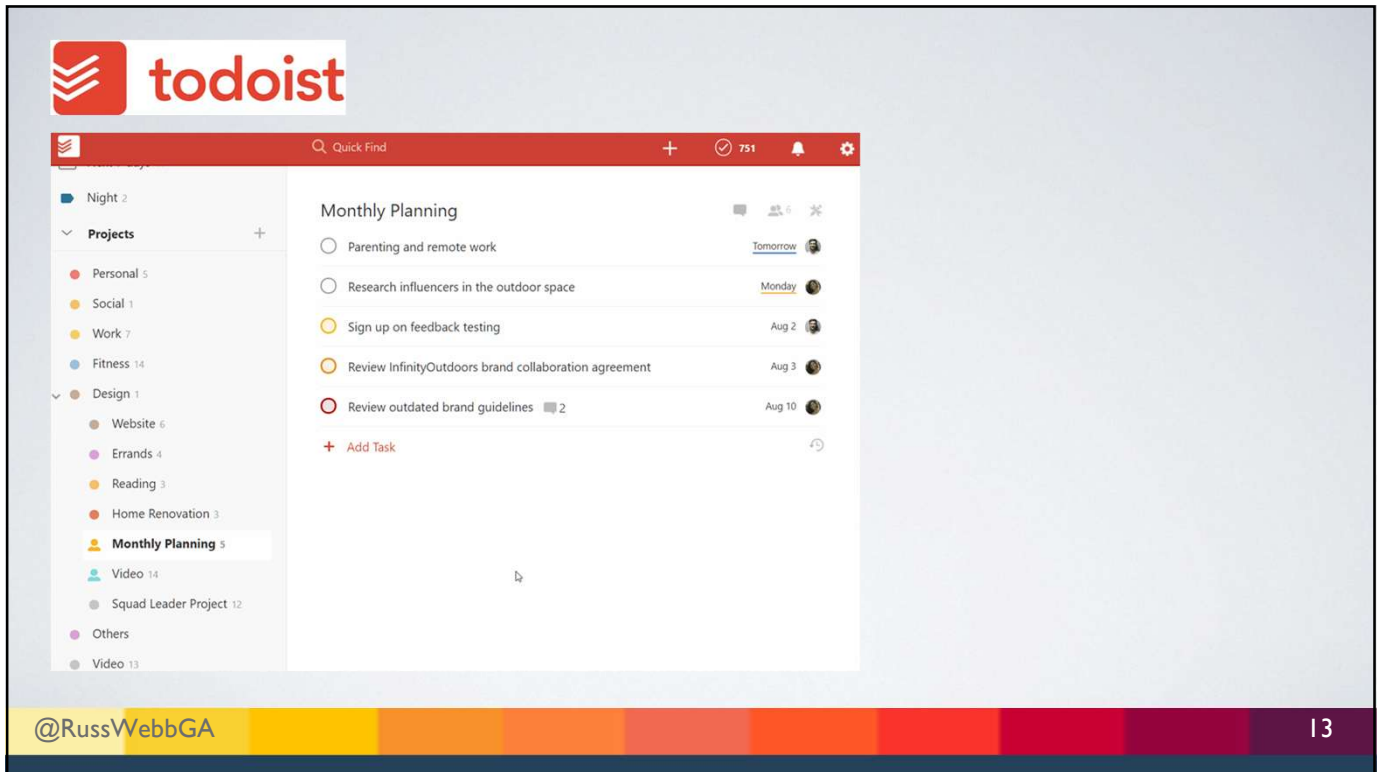 todoist
Quick Find
751
Night 2
Projects
Personal 5
Social 1
Work 7
Fitness 14
Design 1
Website 6
Errands 4
Reading 3
Home Renovation 3
Monthly Planning 5
Video 14
Squad Leader Project 12
Others
Video 13
Monthly Planning
6
Parenting and remote work Tomorrow
Research influencers in the outdoor space Monday
Sign up on feedback testing Aug 2
Review InfinityOutdoors brand collaboration agreement Aug 3
Review outdated brand guidelines 2 Aug 10
+ Add Task
@RussWebbGA 13